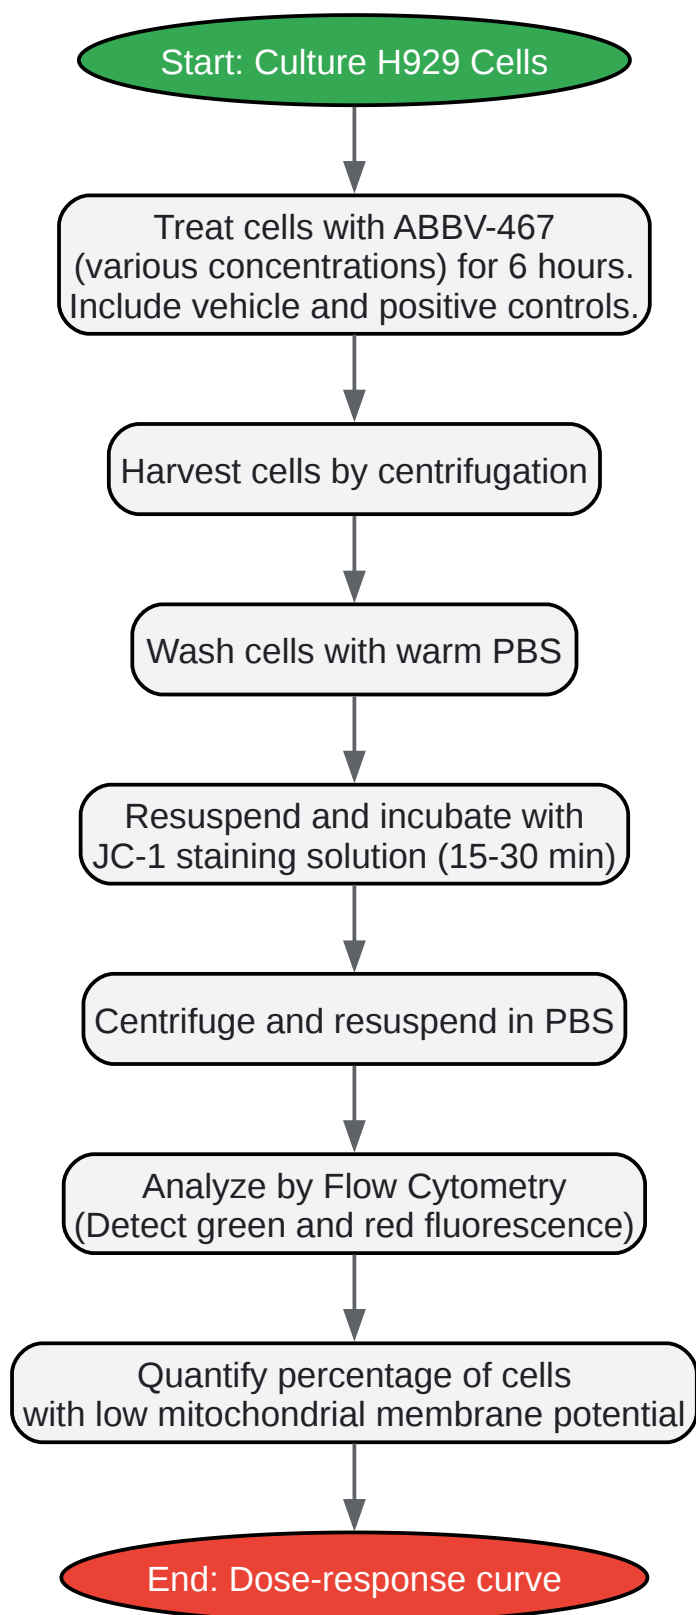 Start: Culture H929 Cells
Treat cells with ABBV-467
(various concentrations) for 6 hours.
Include vehicle and positive controls.
Harvest cells by centrifugation
Wash cells with warm PBS
Resuspend and incubate with
JC-1 staining solution (15-30 min)
Centrifuge and resuspend in PBS
Analyze by Flow Cytometry
(Detect green and red fluorescence)
Quantify percentage of cells
with low mitochondrial membrane potential
End: Dose-response curve